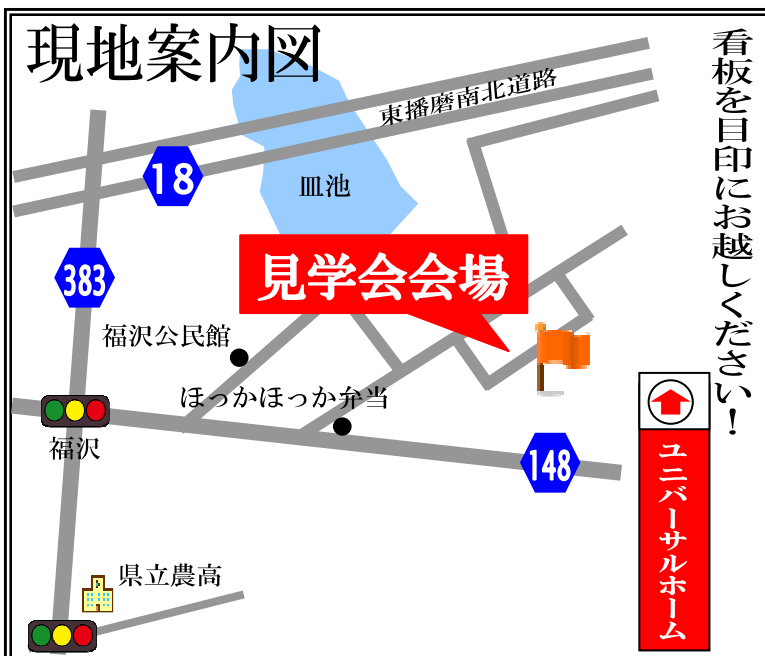 現地案内図
看板を目印にお越しください！
東播磨南北道路
18
皿池
383
見学会会場
福沢公民館
ほっかほっか弁当
福沢
148
ユニバーサルホーム
県立農高